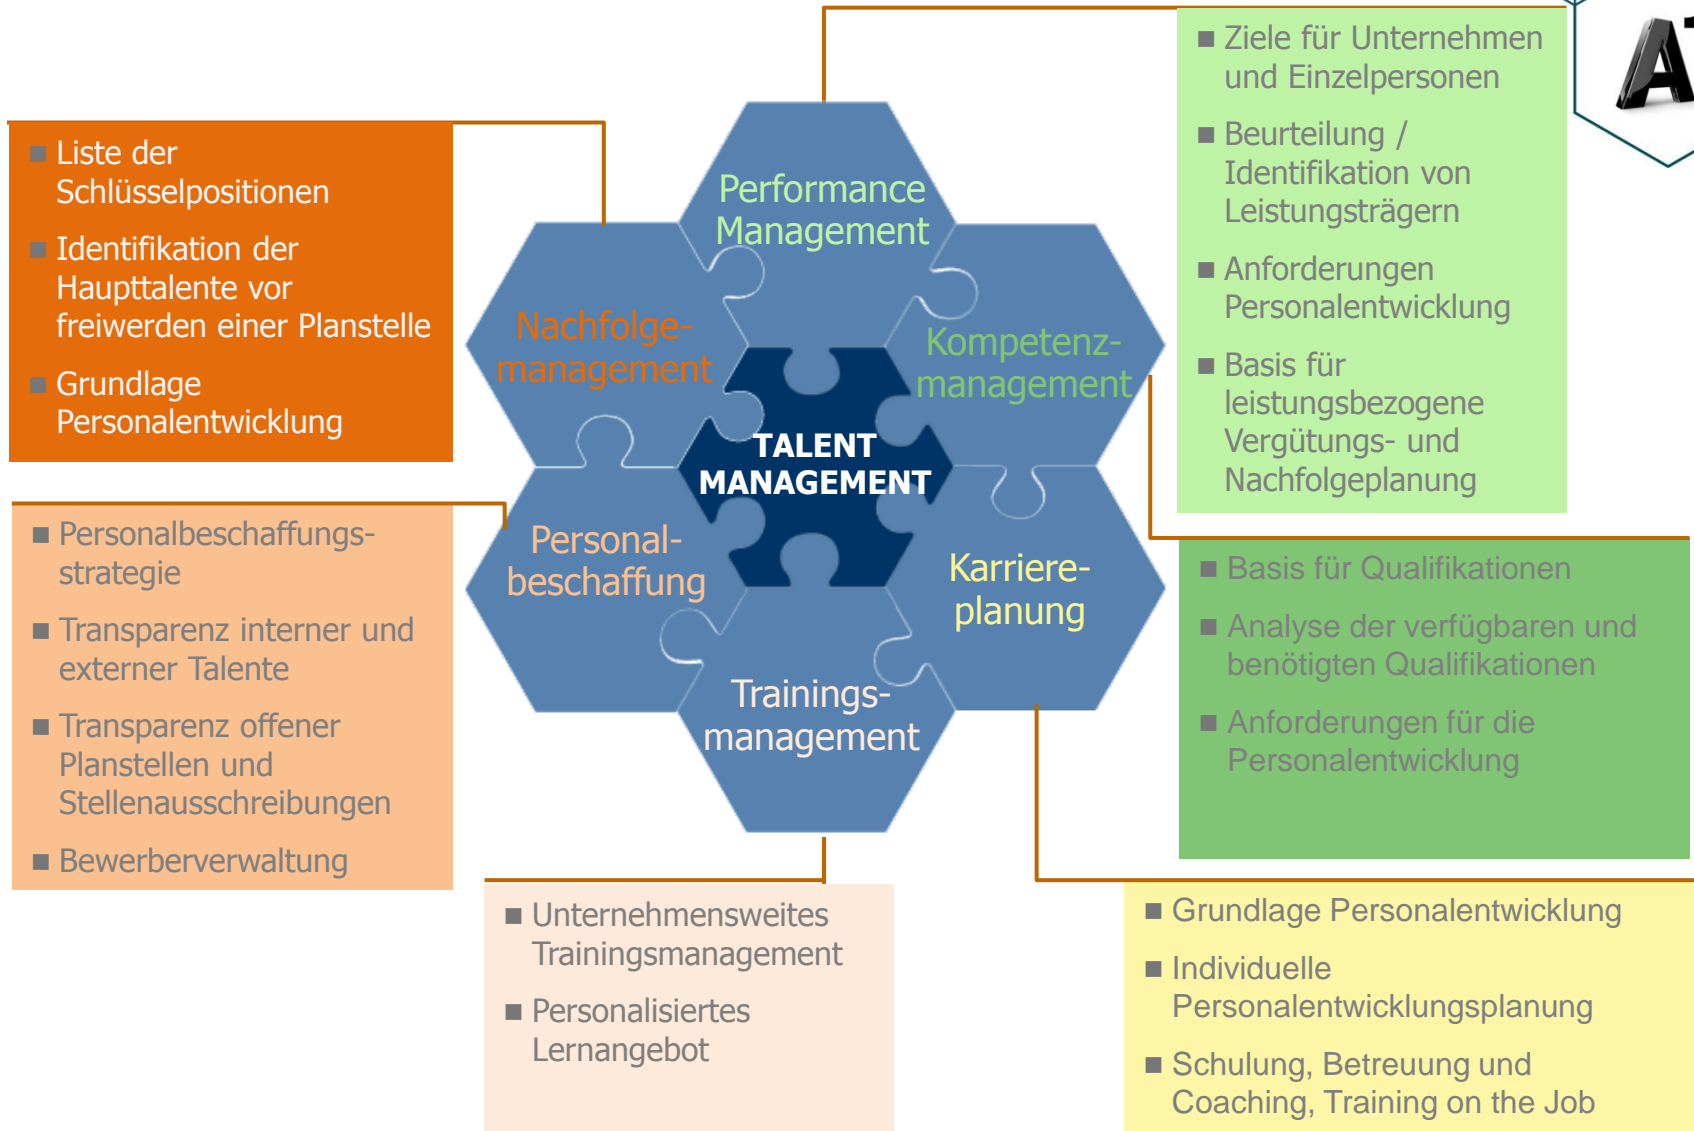 Performance
Management
Nachfolge-
management
Kompetenz-
management
TALENT
MANAGEMENT
Personal-
beschaffung
Karriere-
planung
Trainings-
management
■ Liste der
Schlüsselpositionen
■ Identifikation der
Haupttalente vor
freiwerden einer Planstelle
■ Grundlage
Personalentwicklung
■ Personalbeschaffungs-
strategie
■ Transparenz interner und
externer Talente
■ Transparenz offener
Planstellen und
Stellenausschreibungen
■ Bewerberverwaltung
■ Unternehmensweites
Trainingsmanagement
■ Personalisiertes
Lernangebot
■ Ziele für Unternehmen
und Einzelpersonen
■ Beurteilung /
Identifikation von
Leistungsträgern
■ Anforderungen
Personalentwicklung
■ Basis für
leistungsbezogene
Vergütungs- und
Nachfolgeplanung
■ Basis für Qualifikationen
■ Analyse der verfügbaren und
benötigten Qualifikationen
■ Anforderungen für die
Personalentwicklung
■ Grundlage Personalentwicklung
■ Individuelle
Personalentwicklungsplanung
■ Schulung, Betreuung und
Coaching, Training on the Job
A